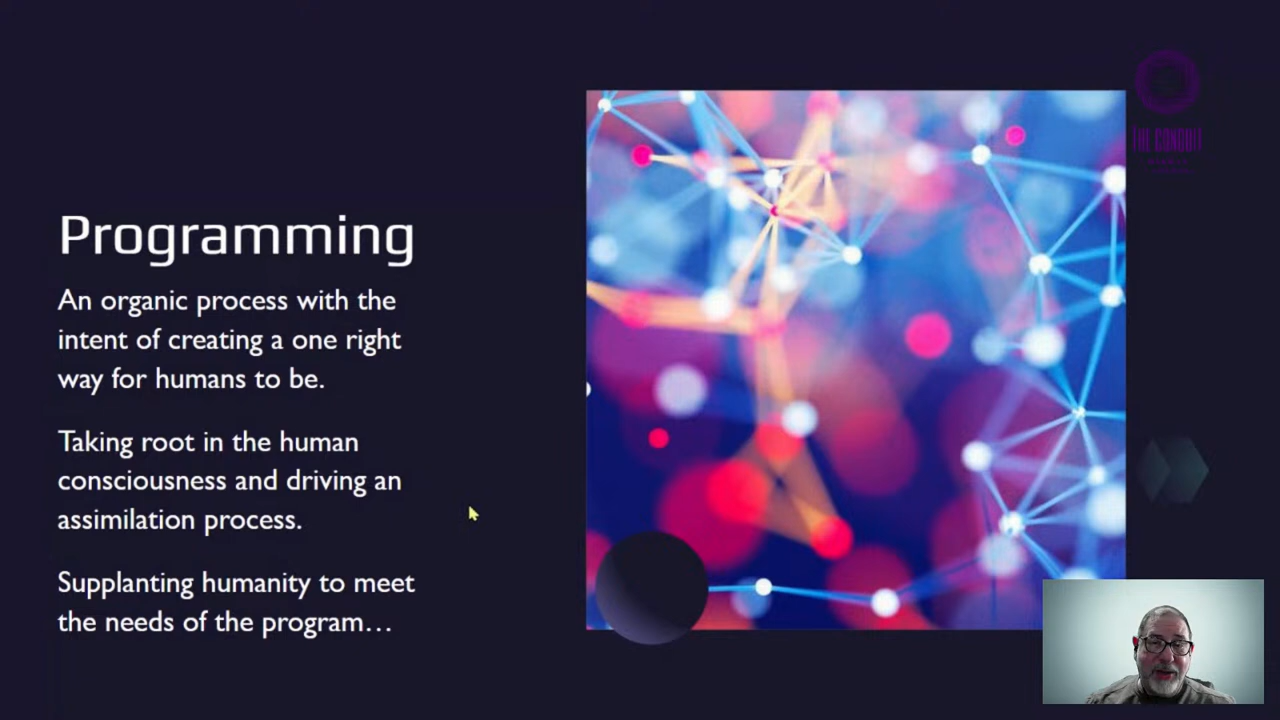 Programming
An organic process with the
intent of creating a one right
way for humans to be.
Taking root in the human
consciousness and driving an
assimilation process.
Supplanting humanity to meet
the needs of the program…
THE CONDUIT